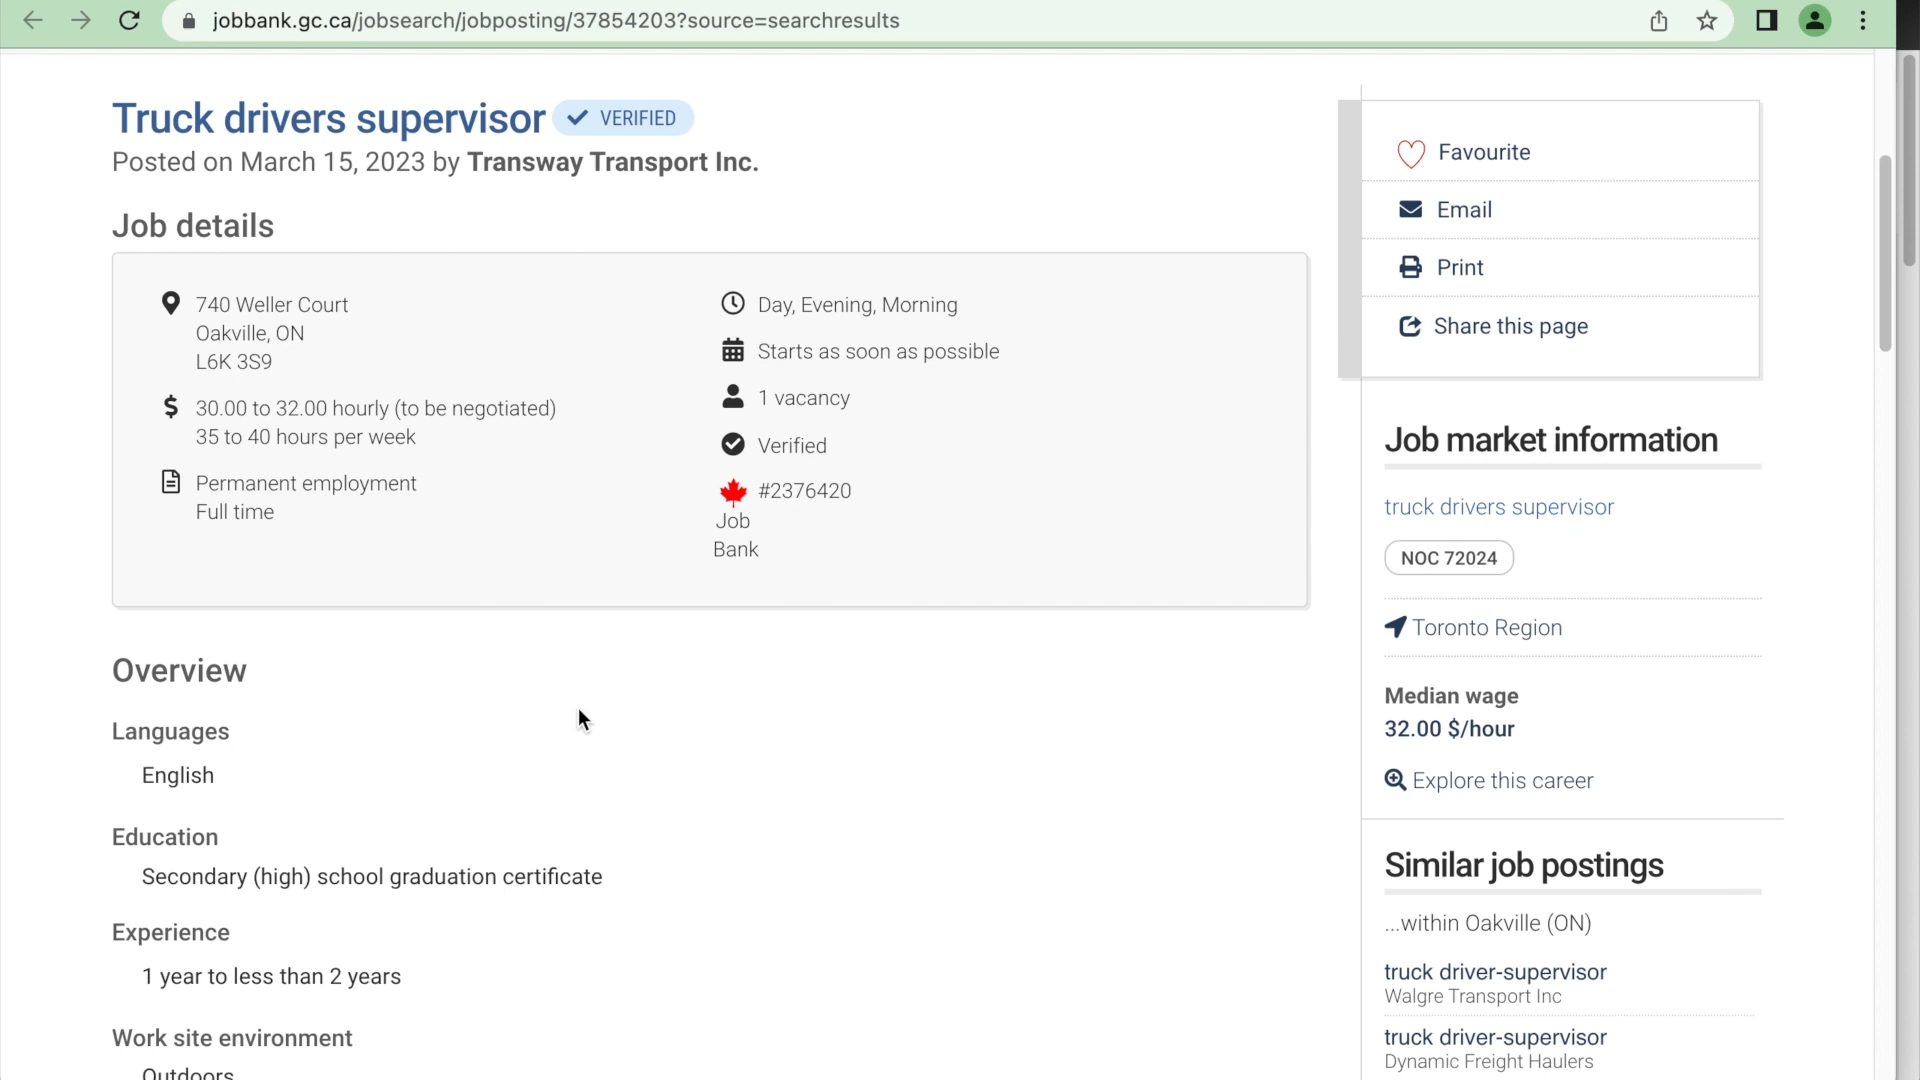 jobbank.gc.ca/jobsearch/jobposting/37854203?source=searchresults
Truck drivers supervisor
VERIFIED
Posted on March 15, 2023 by Transway Transport Inc.
Job details
740 Weller Court
Oakville, ON
L6K 3S9
30.00 to 32.00 hourly (to be negotiated)
35 to 40 hours per week
Permanent employment
Full time
Day, Evening, Morning
Starts as soon as possible
1 vacancy
Verified
#2376420
Job
Bank
Overview
Languages
English
Education
Secondary (high) school graduation certificate
Experience
1 year to less than 2 years
Work site environment
Outdoors
Favourite
Email
Print
Share this page
Job market information
truck drivers supervisor
NOC 72024
Toronto Region
Median wage
32.00 $/hour
Explore this career
Similar job postings
...within Oakville (ON)
truck driver-supervisor
Walgre Transport Inc
truck driver-supervisor
Dynamic Freight Haulers